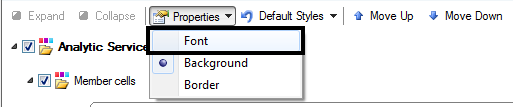 Expand Collapse Properties Default Styles Move Up Move Down
Font
Analytic Service
Background
Member cells
Border